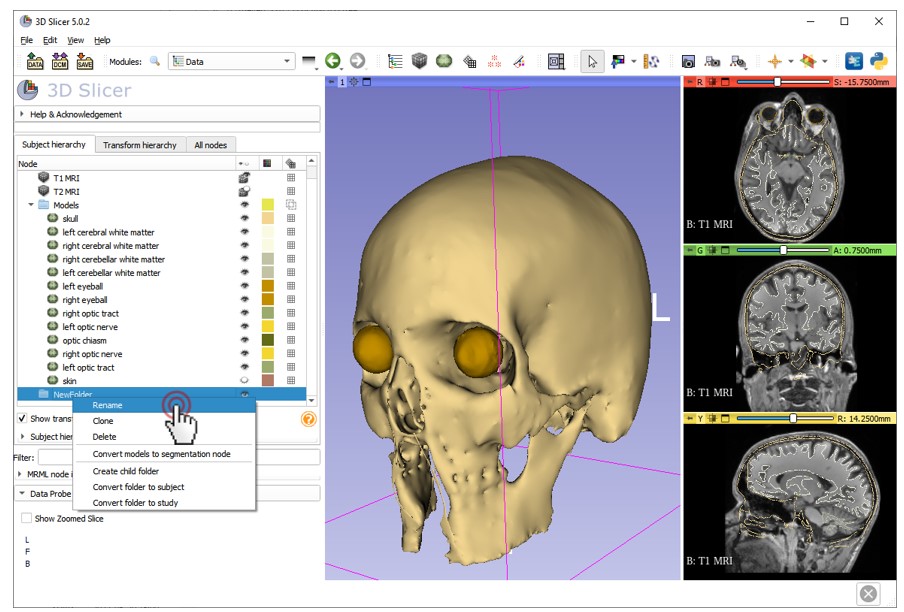 3D Slicer 5.0.2
File Edit View Help
DATA DCM SAVE Modules: Data
3D Slicer
Help & Acknowledgement
Subject hierarchy Transform hierarchy All nodes
Node
T1 MRI
T2 MRI
Models
skull
left cerebral white matter
right cerebral white matter
right cerebellar white matter
left cerebellar white matter
left eyeball
right eyeball
right optic tract
left optic nerve
optic chiasm
right optic nerve
left optic tract
skin
NewFolder
Rename
Clone
Delete
Convert models to segmentation node
Create child folder
Convert folder to subject
Convert folder to study
Show trans
Subject hier
Filter:
MRML node i
Data Probe
Show Zoomed Slice
L
F
B
1
L
R S: -15.7500mm
B: T1 MRI
G A: 0.7500mm
B: T1 MRI
Y R: 14.2500mm
B: T1 MRI